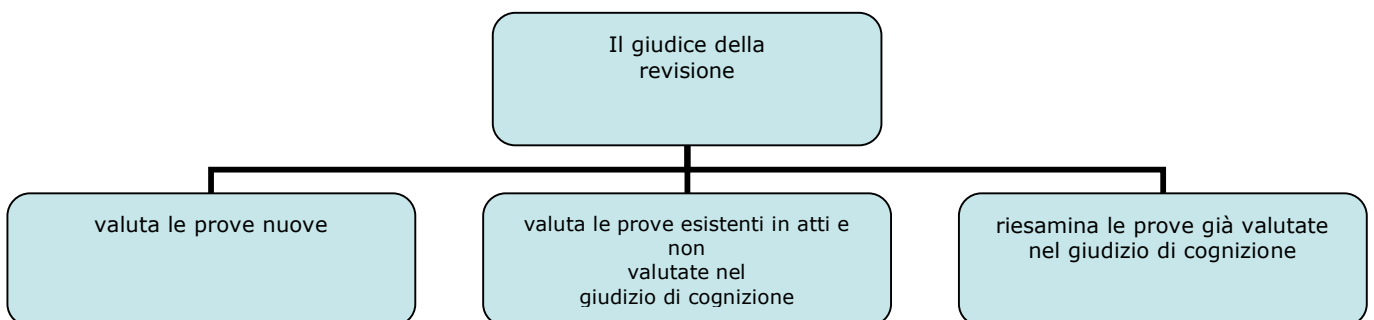 Il giudice della
revisione
valuta le prove nuove
valuta le prove esistenti in atti e
non
valutate nel
giudizio di cognizione
riesamina le prove già valutate
nel giudizio di cognizione